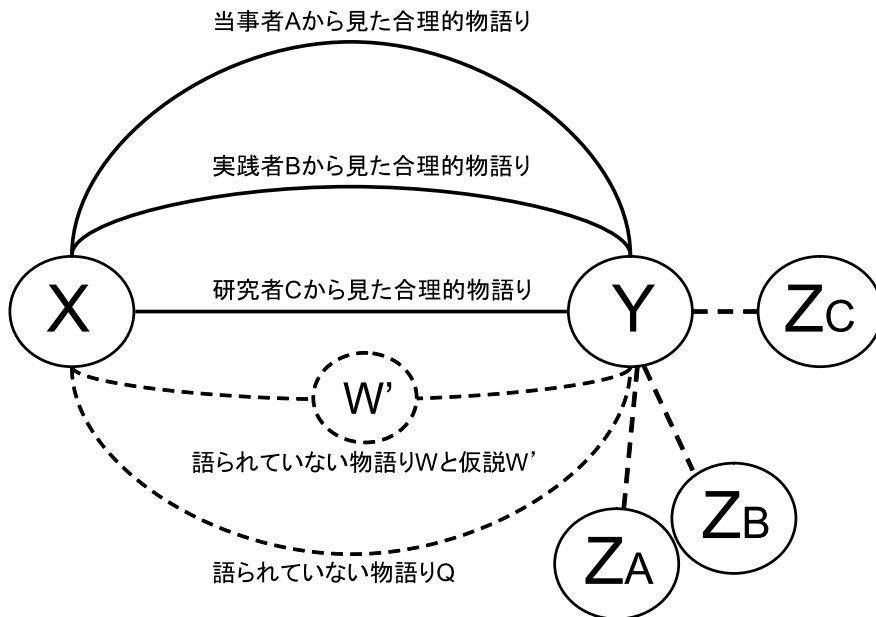 当事者Aから見た合理的物語り
実践者Bから見た合理的物語り
研究者Cから見た合理的物語り
X
Y
ZC
W'
語られていない物語りWと仮説W'
ZB
ZA
語られていない物語りQ